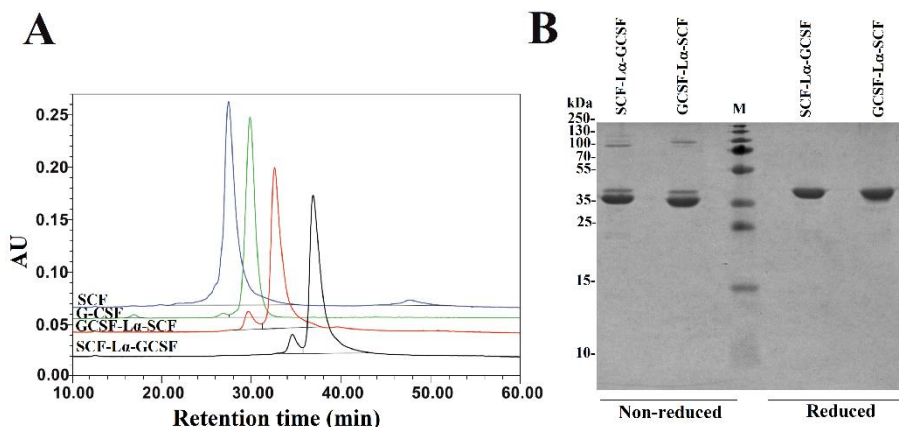 A
0.25
0.20
0.15
0.10
0.05
0.00
AU
SCF
G-CSF
GCSF-Lα-SCF
SCF-Lα-GCSF
10.00 20.00 30.00 40.00 50.00 60.00
Retention time (min)
B
SCF-Lα-GCSF
GCSF-Lα-SCF
M
SCF-Lα-GCSF
GCSF-Lα-SCF
kDa
250-
130-
100-
70-
55-
35-
25-
15-
10-
Non-reduced
Reduced